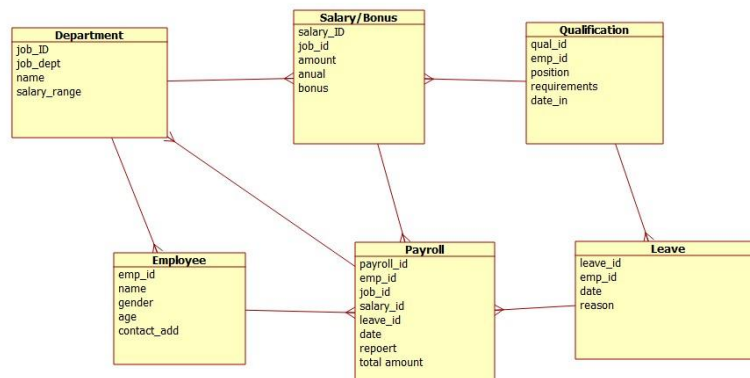 Department
job_ID
job_dept
name
salary_range
Salary/Bonus
salary_ID
job_id
amount
anual
bonus
Qualification
qual_id
emp_id
position
requirements
date_in
Employee
emp_id
name
gender
age
contact_add
Payroll
payroll_id
emp_id
job_id
salary_id
leave_id
date
repoert
total amount
Leave
leave_id
emp_id
date
reason